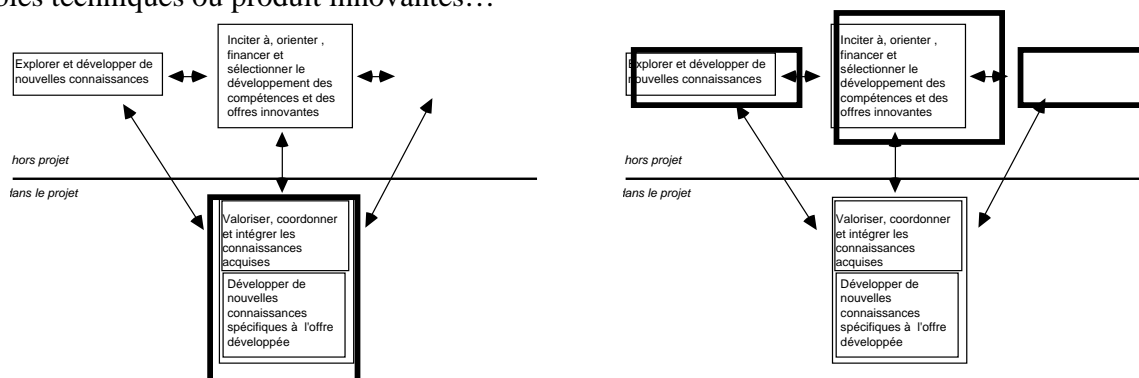 techniques ou produit innovantes…
Explorer et développer de
nouvelles connaissances
Inciter à, orienter ,
financer et
sélectionner le
développement des
compétences et des
offres innovantes
hors projet
dans le projet
Valoriser, coordonner
et intégrer les
connaissances
acquises
Développer de
nouvelles
connaissances
spécifiques à l'offre
développée
Explorer et développer de
nouvelles connaissances
Inciter à, orienter ,
financer et
sélectionner le
développement des
compétences et des
offres innovantes
hors projet
dans le projet
Valoriser, coordonner
et intégrer les
connaissances
acquises
Développer de
nouvelles
connaissances
spécifiques à l'offre
développée